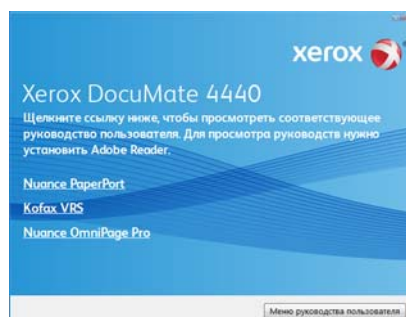 xerox
Xerox DocuMate 4440
Щелкните ссылку ниже, чтобы просмотреть соответствующее
руководство пользователя. Для просмотра руководств нужно
установить Adobe Reader.
Nuance PaperPort
Kofax VRS
Nuance OmniPage Pro
Меню руководства пользователя